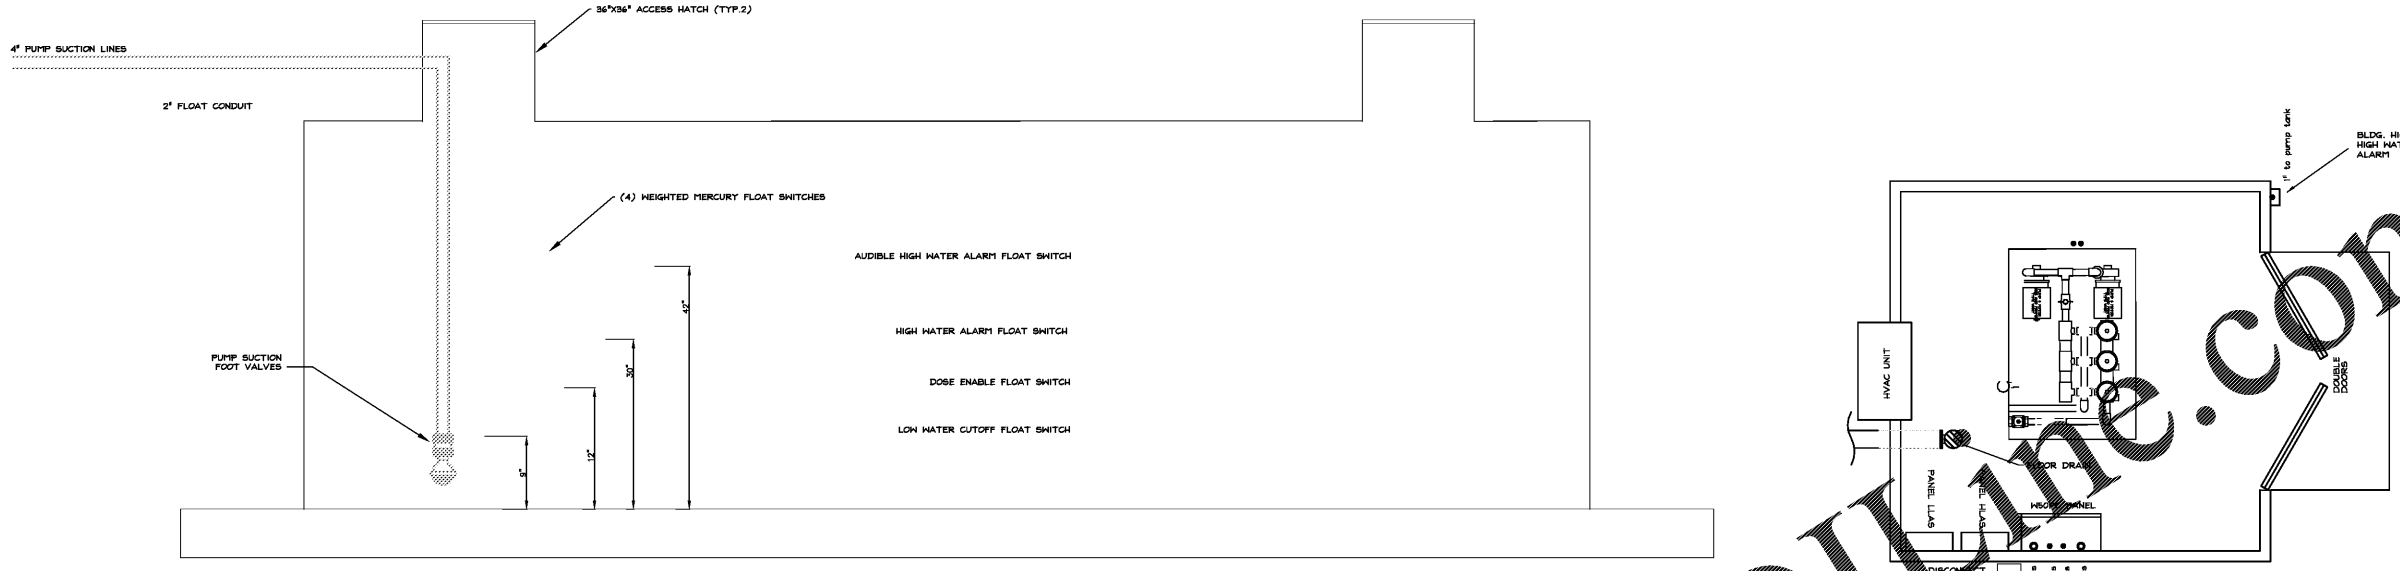 36"X36" ACCESS HATCH (TYP.2)
4" PUMP SUCTION LINES
2" FLOAT CONDUIT
(4) WEIGHTED MERCURY FLOAT SWITCHES
AUDIBLE HIGH WATER ALARM FLOAT SWITCH
42"
HIGH WATER ALARM FLOAT SWITCH
PUMP SUCTION
FOOT VALVES
30"
DOSE ENABLE FLOAT SWITCH
12"
LOW WATER CUTOFF FLOAT SWITCH
9"
1" to pump tank
BLDG.
HIGH
ALARM
HVAC UNIT
DOUBLE
DOORS
FLOOR DRAIN
PANEL LLAS
PANEL HLAS
PANEL
DISCONNECT